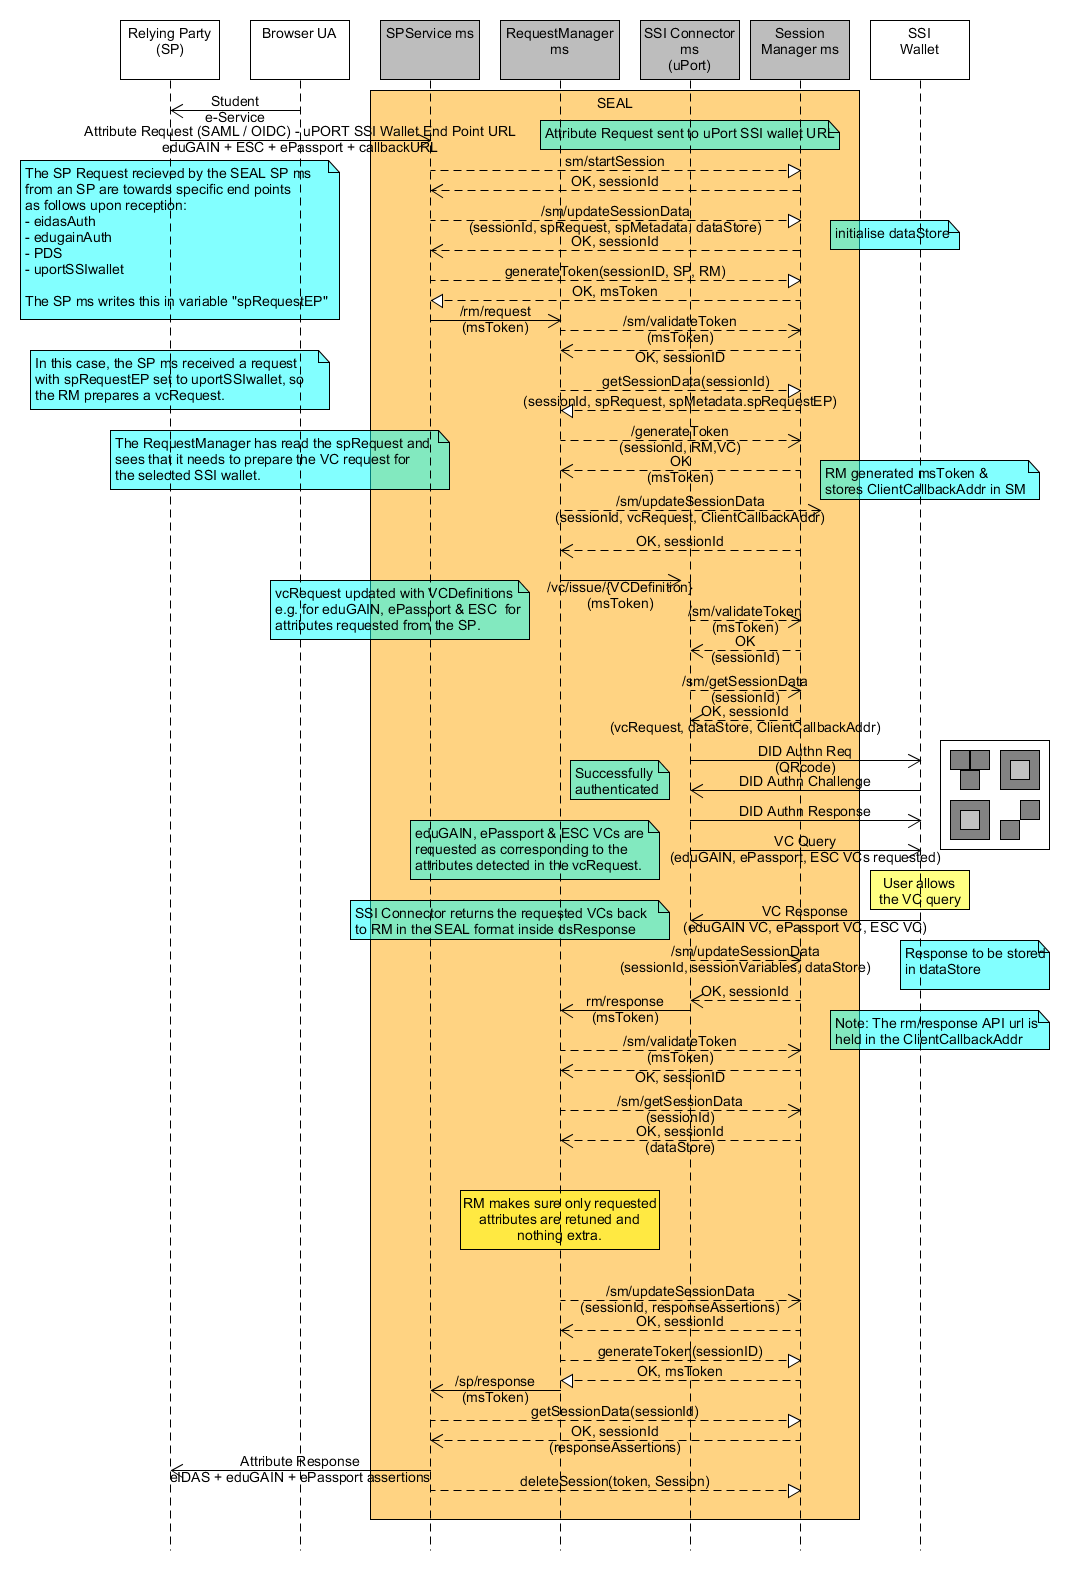 Relying Party
(SP)
Browser UA
SPService ms
RequestManager
ms
SSI Connector
ms
(uPort)
Session
Manager ms
SSI
Wallet
SEAL
Student
e-Service
Attribute Request (SAML / OIDC) - uPORT SSI Wallet End Point URL
eduGAIN + ESC + ePassport + callbackURL
Attribute Request sent to uPort SSI wallet URL
The SP Request recieved by the SEAL SP ms
from an SP are towards specific end points
as follows upon reception:
- eidasAuth
- edugainAuth
- PDS
- uportSSIwallet
The SP ms writes this in variable "spRequestEP"
sm/startSession
OK, sessionId
/sm/updateSessionData
(sessionId, spRequest, spMetadata, dataStore)
initialise dataStore
OK, sessionId
generateToken(sessionID, SP, RM)
OK, msToken
/rm/request
(msToken)
/sm/validateToken
(msToken)
OK, sessionID
In this case, the SP ms received a request
with spRequestEP set to uportSSIwallet, so
the RM prepares a vcRequest.
getSessionData(sessionId)
(sessionId, spRequest, spMetadata.spRequestEP)
The RequestManager has read the spRequest and
sees that it needs to prepare the VC request for
the selected SSI wallet.
/generateToken
(sessionId, RM,VC)
OK
(msToken)
RM generated msToken &
stores ClientCallbackAddr in SM
/sm/updateSessionData
(sessionId, vcRequest, ClientCallbackAddr)
OK, sessionId
vcRequest updated with VCDefinitions
e.g. for eduGAIN, ePassport & ESC  for
attributes requested from the SP.
/vc/issue/{VCDefinition}
(msToken)
/sm/validateToken
(msToken)
OK
(sessionId)
/sm/getSessionData
(sessionId)
OK, sessionId
(vcRequest, dataStore, ClientCallbackAddr)
DID Authn Req
(QRcode)
Successfully
authenticated
DID Authn Challenge
DID Authn Response
eduGAIN, ePassport & ESC VCs are
requested as corresponding to the
attributes detected in the vcRequest.
VC Query
(eduGAIN, ePassport, ESC VCs requested)
User allows
the VC query
SSI Connector returns the requested VCs back
to RM in the SEAL format inside dsResponse
VC Response
(eduGAIN VC, ePassport VC, ESC VC)
/sm/updateSessionData
(sessionId, sessionVariables, dataStore)
Response to be stored
in dataStore
OK, sessionId
rm/response
(msToken)
Note: The rm/response API url is
held in the ClientCallbackAddr
/sm/validateToken
(msToken)
OK, sessionID
/sm/getSessionData
(sessionId)
OK, sessionId
(dataStore)
RM makes sure only requested
attributes are retuned and
nothing extra.
/sm/updateSessionData
(sessionId, responseAssertions)
OK, sessionId
generateToken(sessionID)
OK, msToken
/sp/response
(msToken)
getSessionData(sessionId)
OK, sessionId
(responseAssertions)
Attribute Response
eIDAS + eduGAIN + ePassport assertions
deleteSession(token, Session)